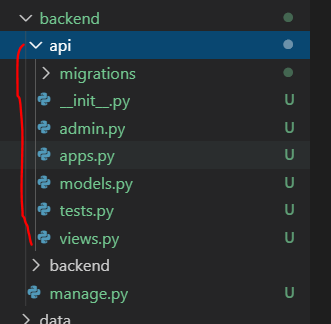 backend
api
migrations
__init__.py U
admin.py U
apps.py U
models.py U
tests.py U
views.py U
backend
manage.py U
data